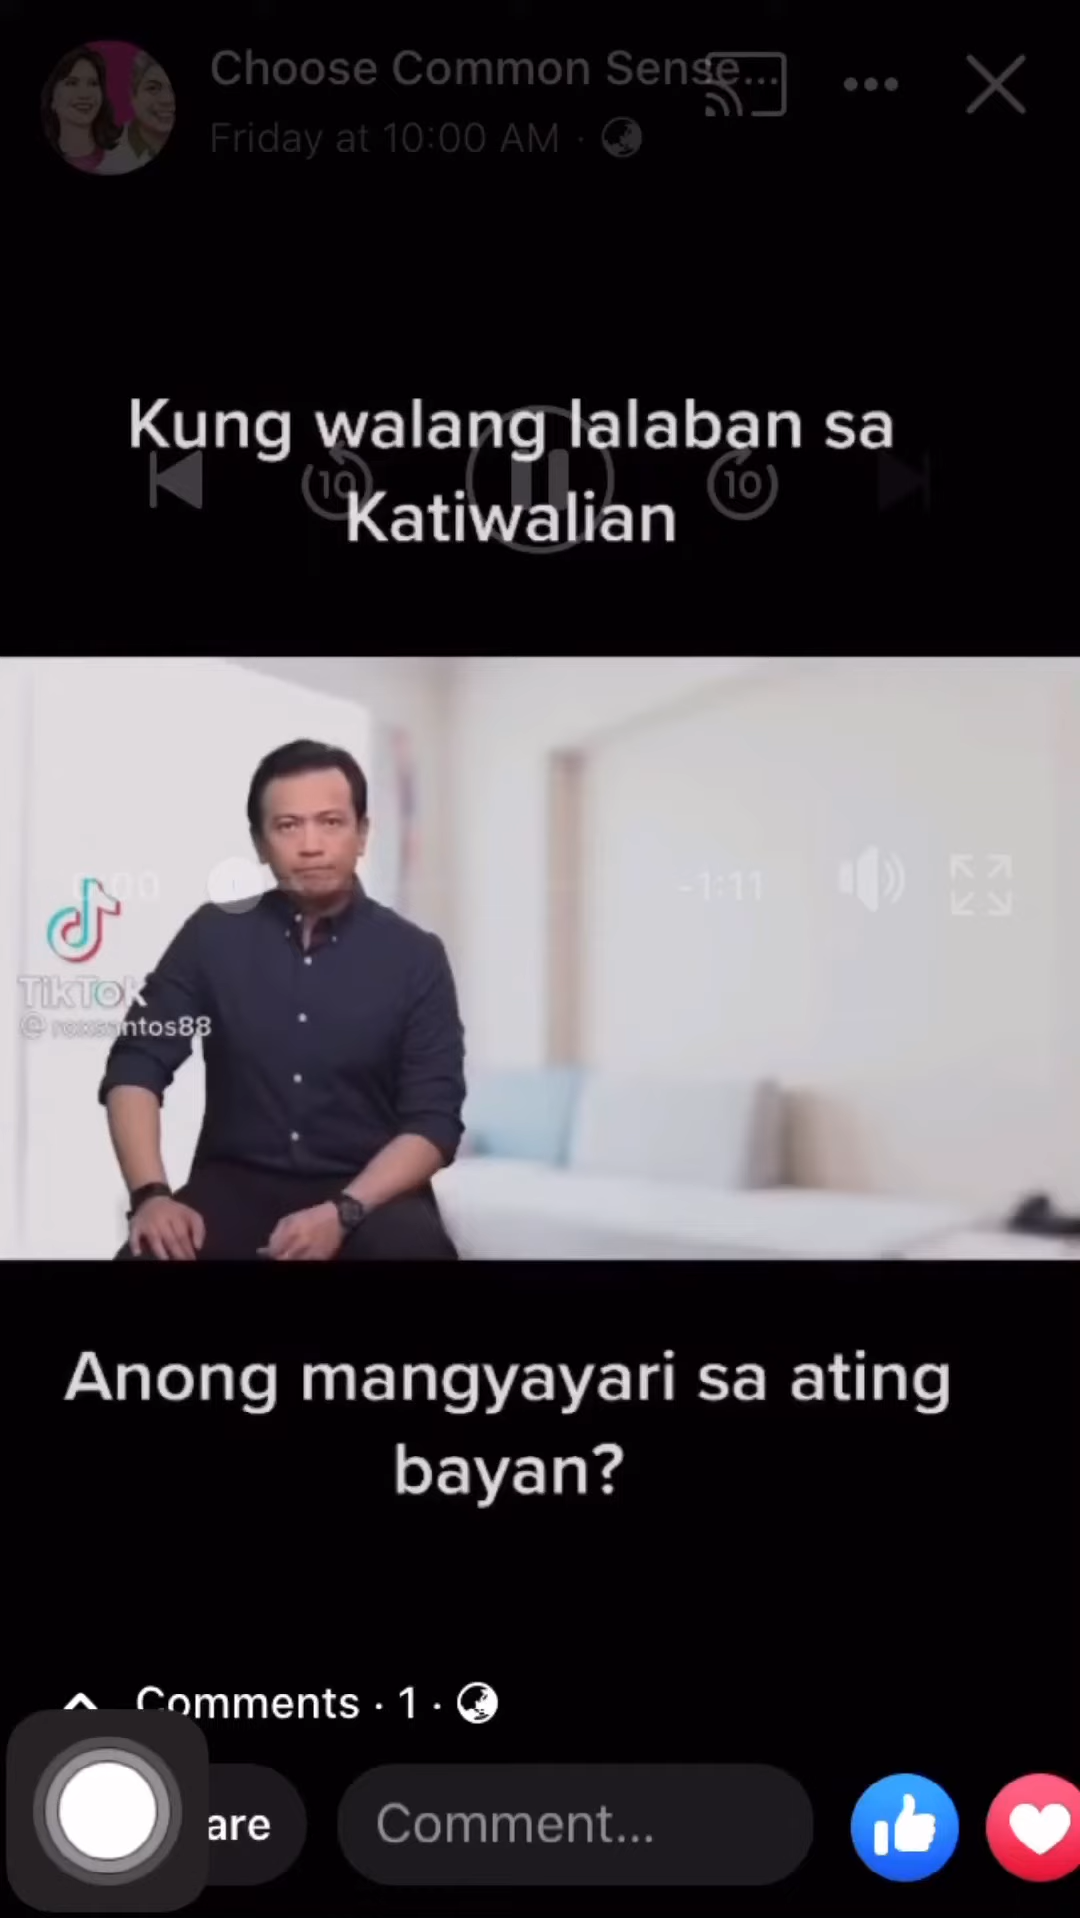 Choose Common Sense...
Friday at 10:00 AM ·
Kung walang lalaban sa
10
10
Katiwalian
-1:11
TikTok
@roxsantos88
Anong mangyayari sa ating
bayan?
Comments · 1 ·
are
Comment...